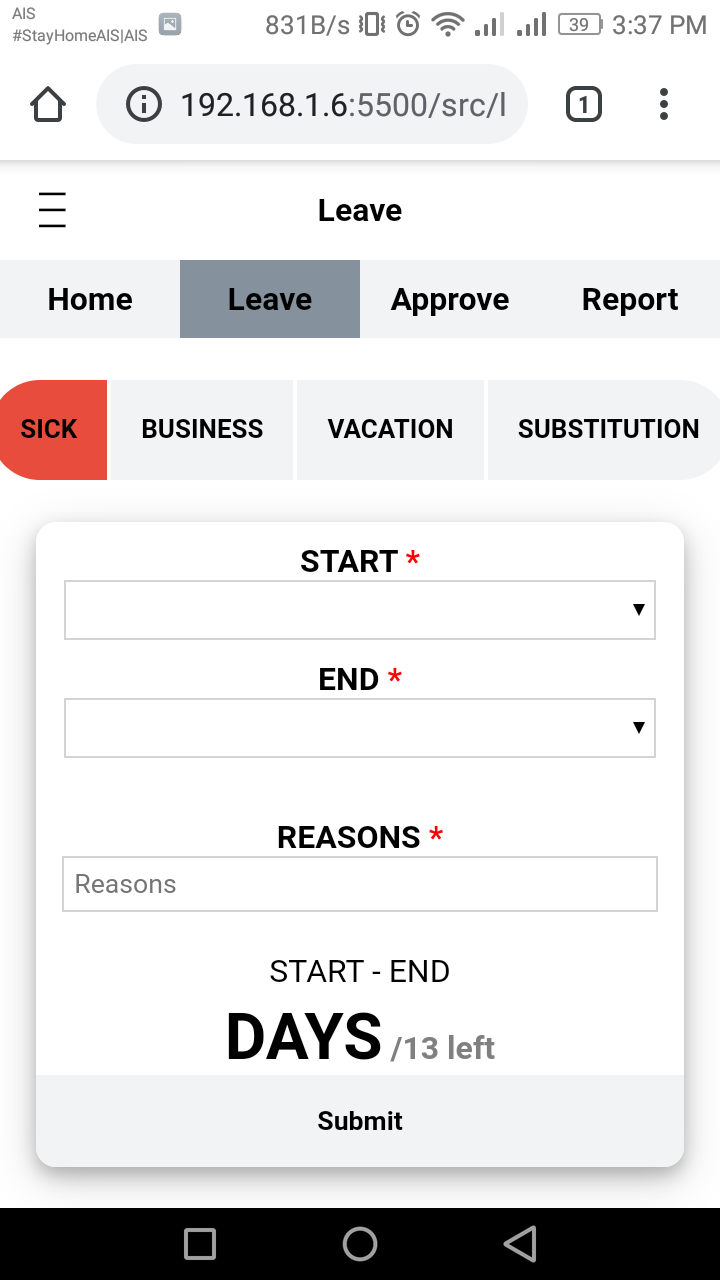 AIS
#StayHomeAIS|AIS
831B/s 39 3:37 PM
192.168.1.6:5500/src/l
1
Leave
Home Leave Approve Report
SICK BUSINESS VACATION SUBSTITUTION
START *
END *
REASONS *
Reasons
START - END
DAYS /13 left
Submit